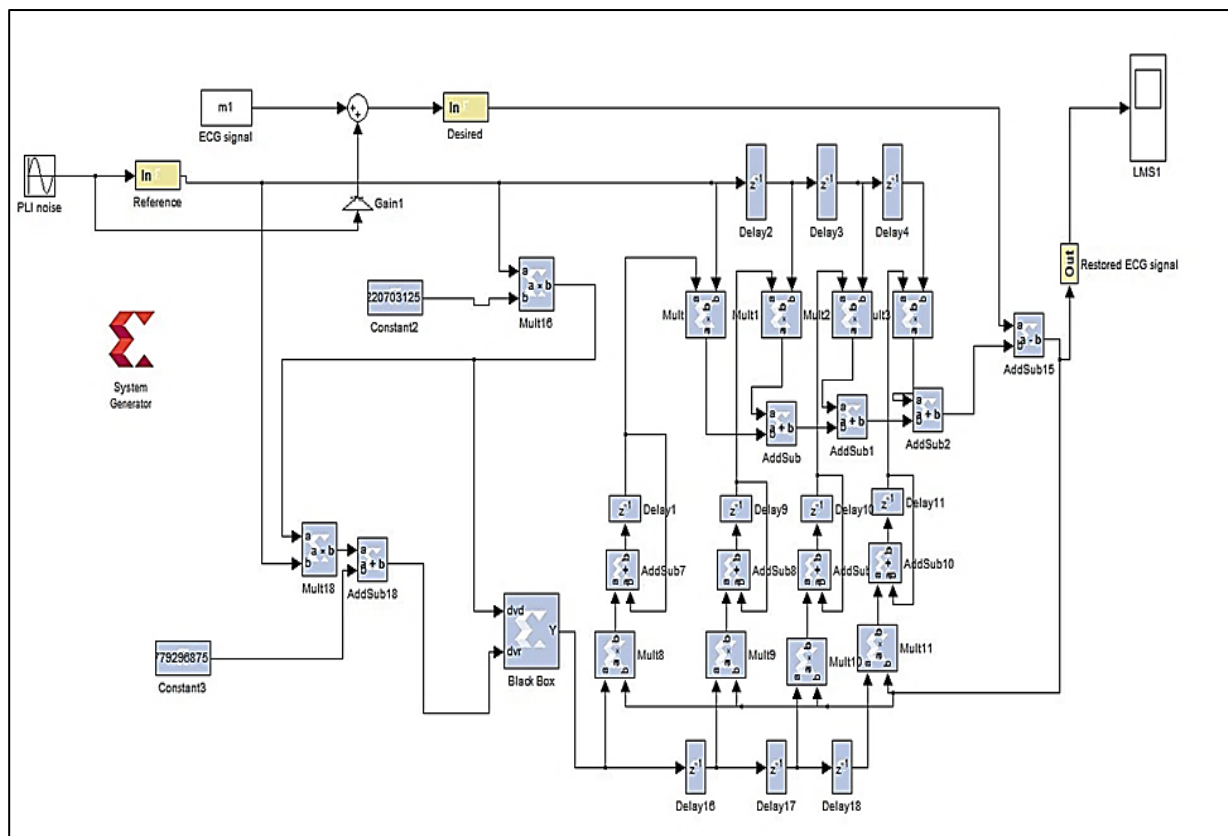 m1
ECG signal
In
Desired
PLI noise
In
Reference
Gain1
LMS1
z-1
Delay2
z-1
Delay3
z-1
Delay4
Out
Restored ECG signal
220703125
Constant2
a
b
a × b
Mult16
a
b
Mult
a
b
Mult1
a
b
Mult2
a
b
ult3
a
b
a - b
AddSub15
System
Generator
a
b
a + b
AddSub
a
b
a + b
AddSub1
a
b
a + b
AddSub2
z-1
Delay1
z-1
Delay9
z-1
Delay10
z-1
Delay11
a
b
a × b
Mult18
a
b
a + b
AddSub18
AddSub7
AddSub8
AddSub
AddSub10
779296875
Constant3
dvd
dvr
Y
Black Box
Mult8
Mult9
Mult10
Mult11
z-1
Delay16
z-1
Delay17
z-1
Delay18